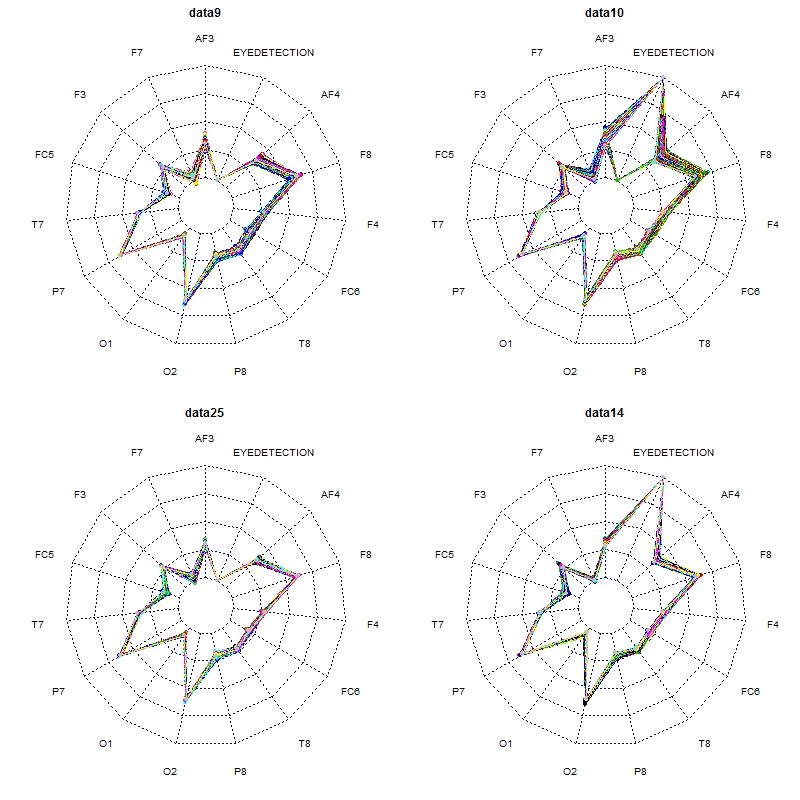 data9
AF3
F7
EYEDETECTION
F3
AF4
FC5
F8
T7
F4
P7
FC6
O1
T8
O2
P8
data10
AF3
F7
EYEDETECTION
F3
AF4
FC5
F8
T7
F4
P7
FC6
O1
T8
O2
P8
data25
AF3
F7
EYEDETECTION
F3
AF4
FC5
F8
T7
F4
P7
FC6
O1
T8
O2
P8
data14
AF3
F7
EYEDETECTION
F3
AF4
FC5
F8
T7
F4
P7
FC6
O1
T8
O2
P8